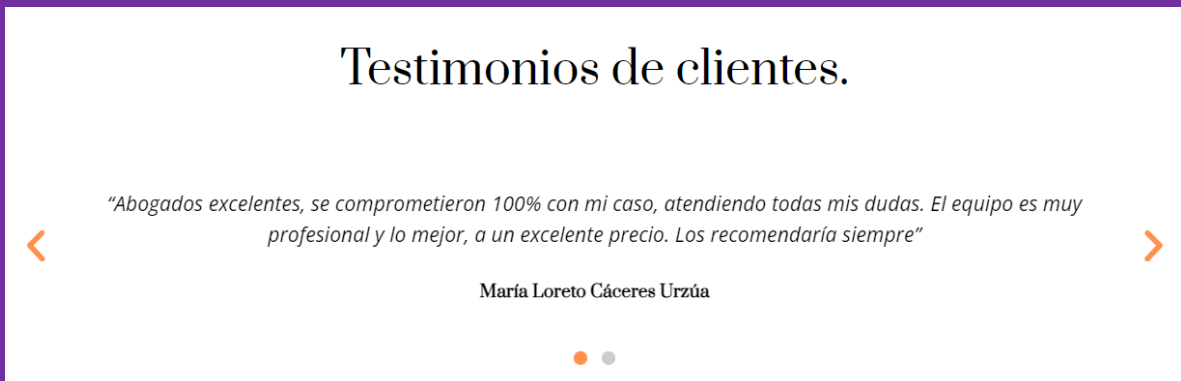 Testimonios de clientes.
“Abogados excelentes, se comprometieron 100% con mi caso, atendiendo todas mis dudas. El equipo es muy
profesional y lo mejor, a un excelente precio. Los recomendaría siempre”
María Loreto Cáceres Urzúa